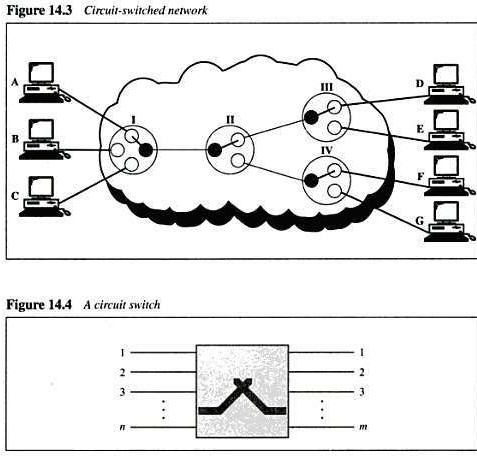 Figure 14.3 Circuit-switched network
A
B
C
I
II
III
IV
D
E
F
G
Figure 14.4 A circuit switch
1
2
3
n
1
2
3
m